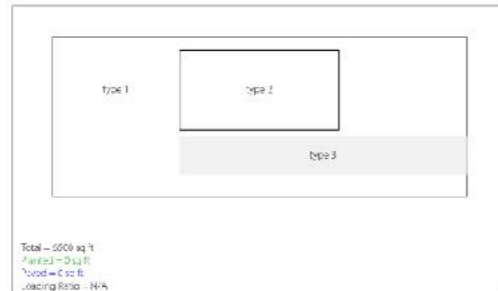 type 1
type 2
type 3
Total = 6500 sq ft
Planted = 0 sq ft
Paved = 0 sq ft
Loading Ratio = N/A